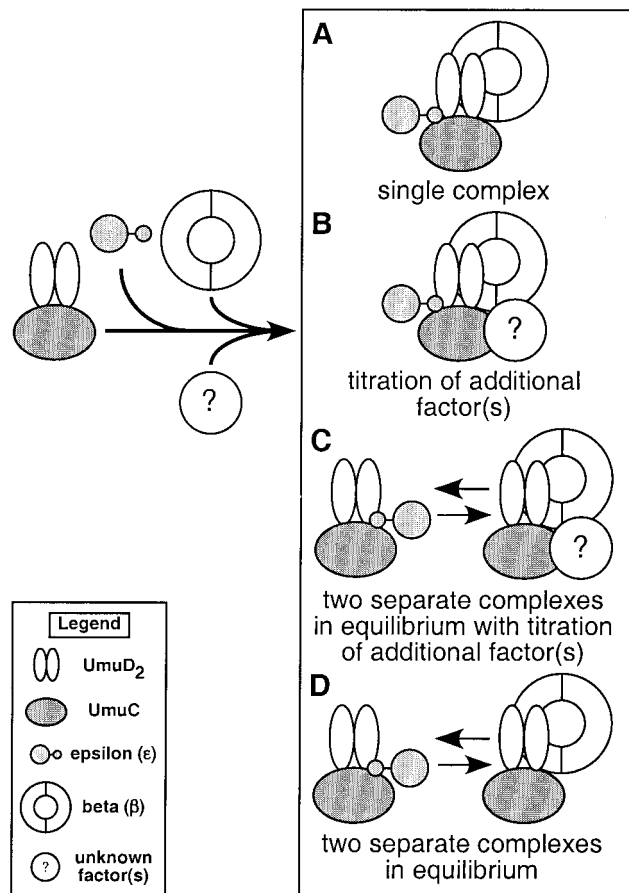 A
single complex
B
?
titration of additional
factor(s)
?
C
?
two separate complexes
in equilibrium with titration
of additional factor(s)
D
two separate complexes
in equilibrium
Legend
UmuD2
UmuC
epsilon (ε)
beta (β)
?
unknown
factor(s)